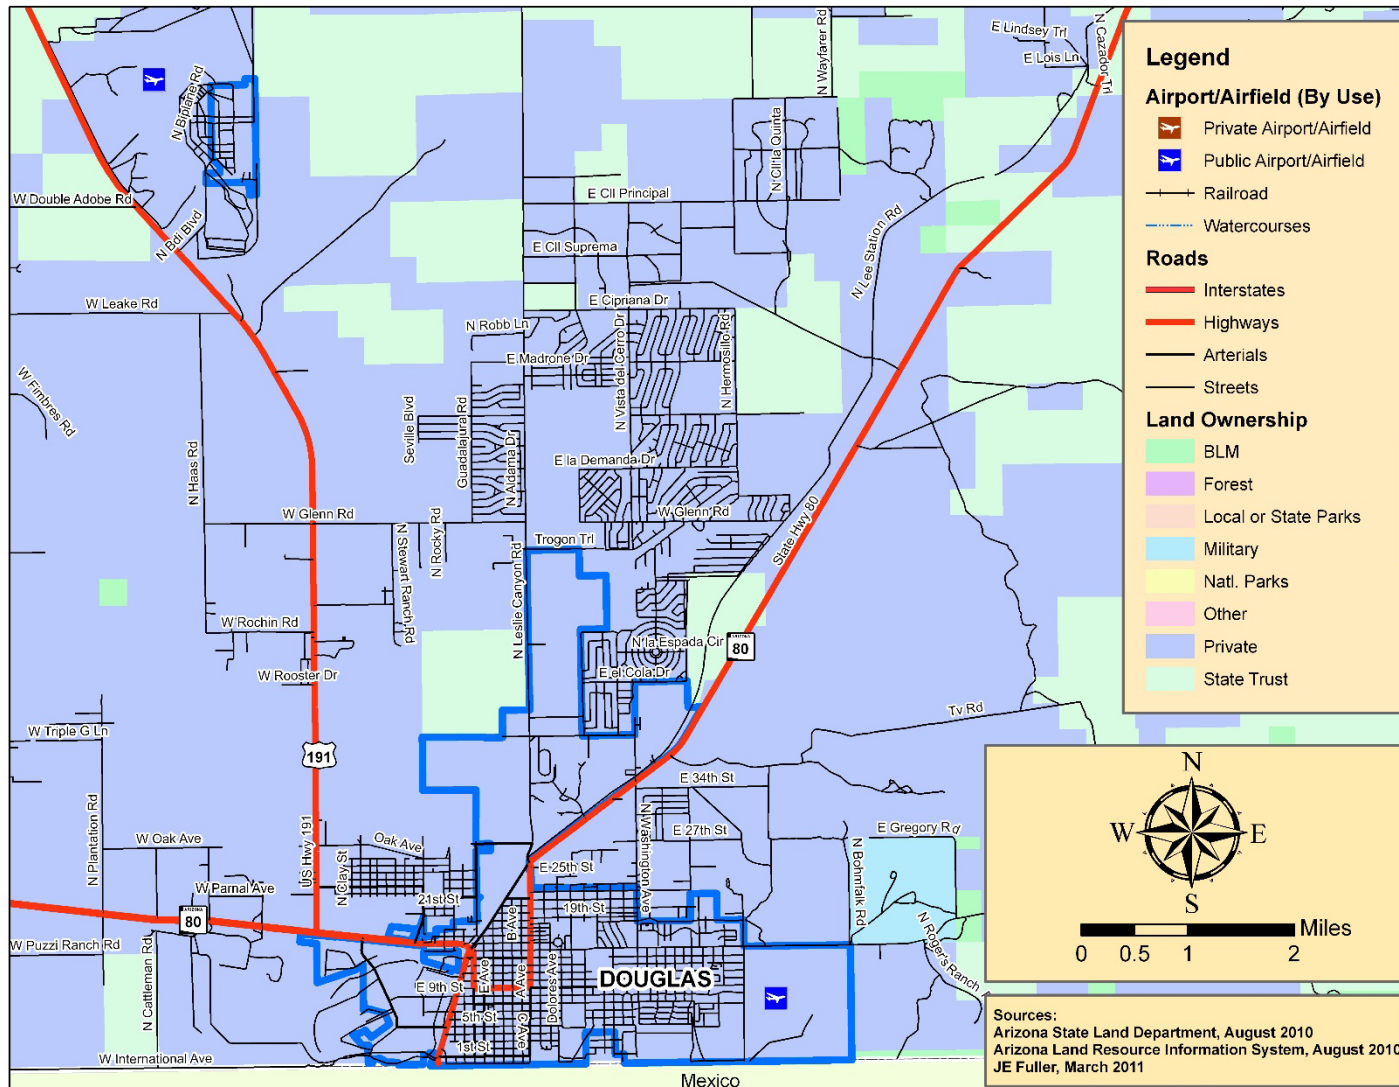 N Wayfarer Rd
E Lindsey Trl
E Lois Ln
N Cazador Trl
N Biplane Rd
W Double Adobe Rd
N Bdi Blvd
E Cll Principal
N Cll la Quinta
E Cll Suprema
N Lee Station Rd
W Leake Rd
E Cipriana Dr
N Robb Ln
E Madrone Dr
N Vista del Cerro Dr
N Hermosillo Rd
W Fimbres Rd
Seville Blvd
Guadalajura Rd
N Aldama Dr
N Haas Rd
E la Demanda Dr
W Glenn Rd
W Glenn Rd
N Stewart Ranch Rd
N Rocky Rd
Trogon Trl
State Hwy 80
N Leslie Canyon Rd
W Rochin Rd
N la Espada Cir
ARIZONA
80
E el Cola Dr
W Rooster Dr
Tv Rd
W Triple G Ln
191
E 34th St
N Plantation Rd
US Hwy 191
W Oak Ave
Oak Ave
N Clay St
N Washington Ave
E 27th St
E Gregory Rd
N Bohmfalk Rd
E 25th St
W Parnal Ave
21st St
19th St
B Ave
ARIZONA
80
W Puzzi Ranch Rd
N Cattleman Rd
E 9th St
E Ave
A Ave
Dolores Ave
DOUGLAS
N Roger's Ranch
5th St
C Ave
1st St
W International Ave
Mexico
Legend
Airport/Airfield (By Use)
Private Airport/Airfield
Public Airport/Airfield
Railroad
Watercourses
Roads
Interstates
Highways
Arterials
Streets
Land Ownership
BLM
Forest
Local or State Parks
Military
Natl. Parks
Other
Private
State Trust
N
W
E
S
Miles
0 0.5 1 2
Sources:
Arizona State Land Department, August 2010
Arizona Land Resource Information System, August 2010
JE Fuller, March 2011